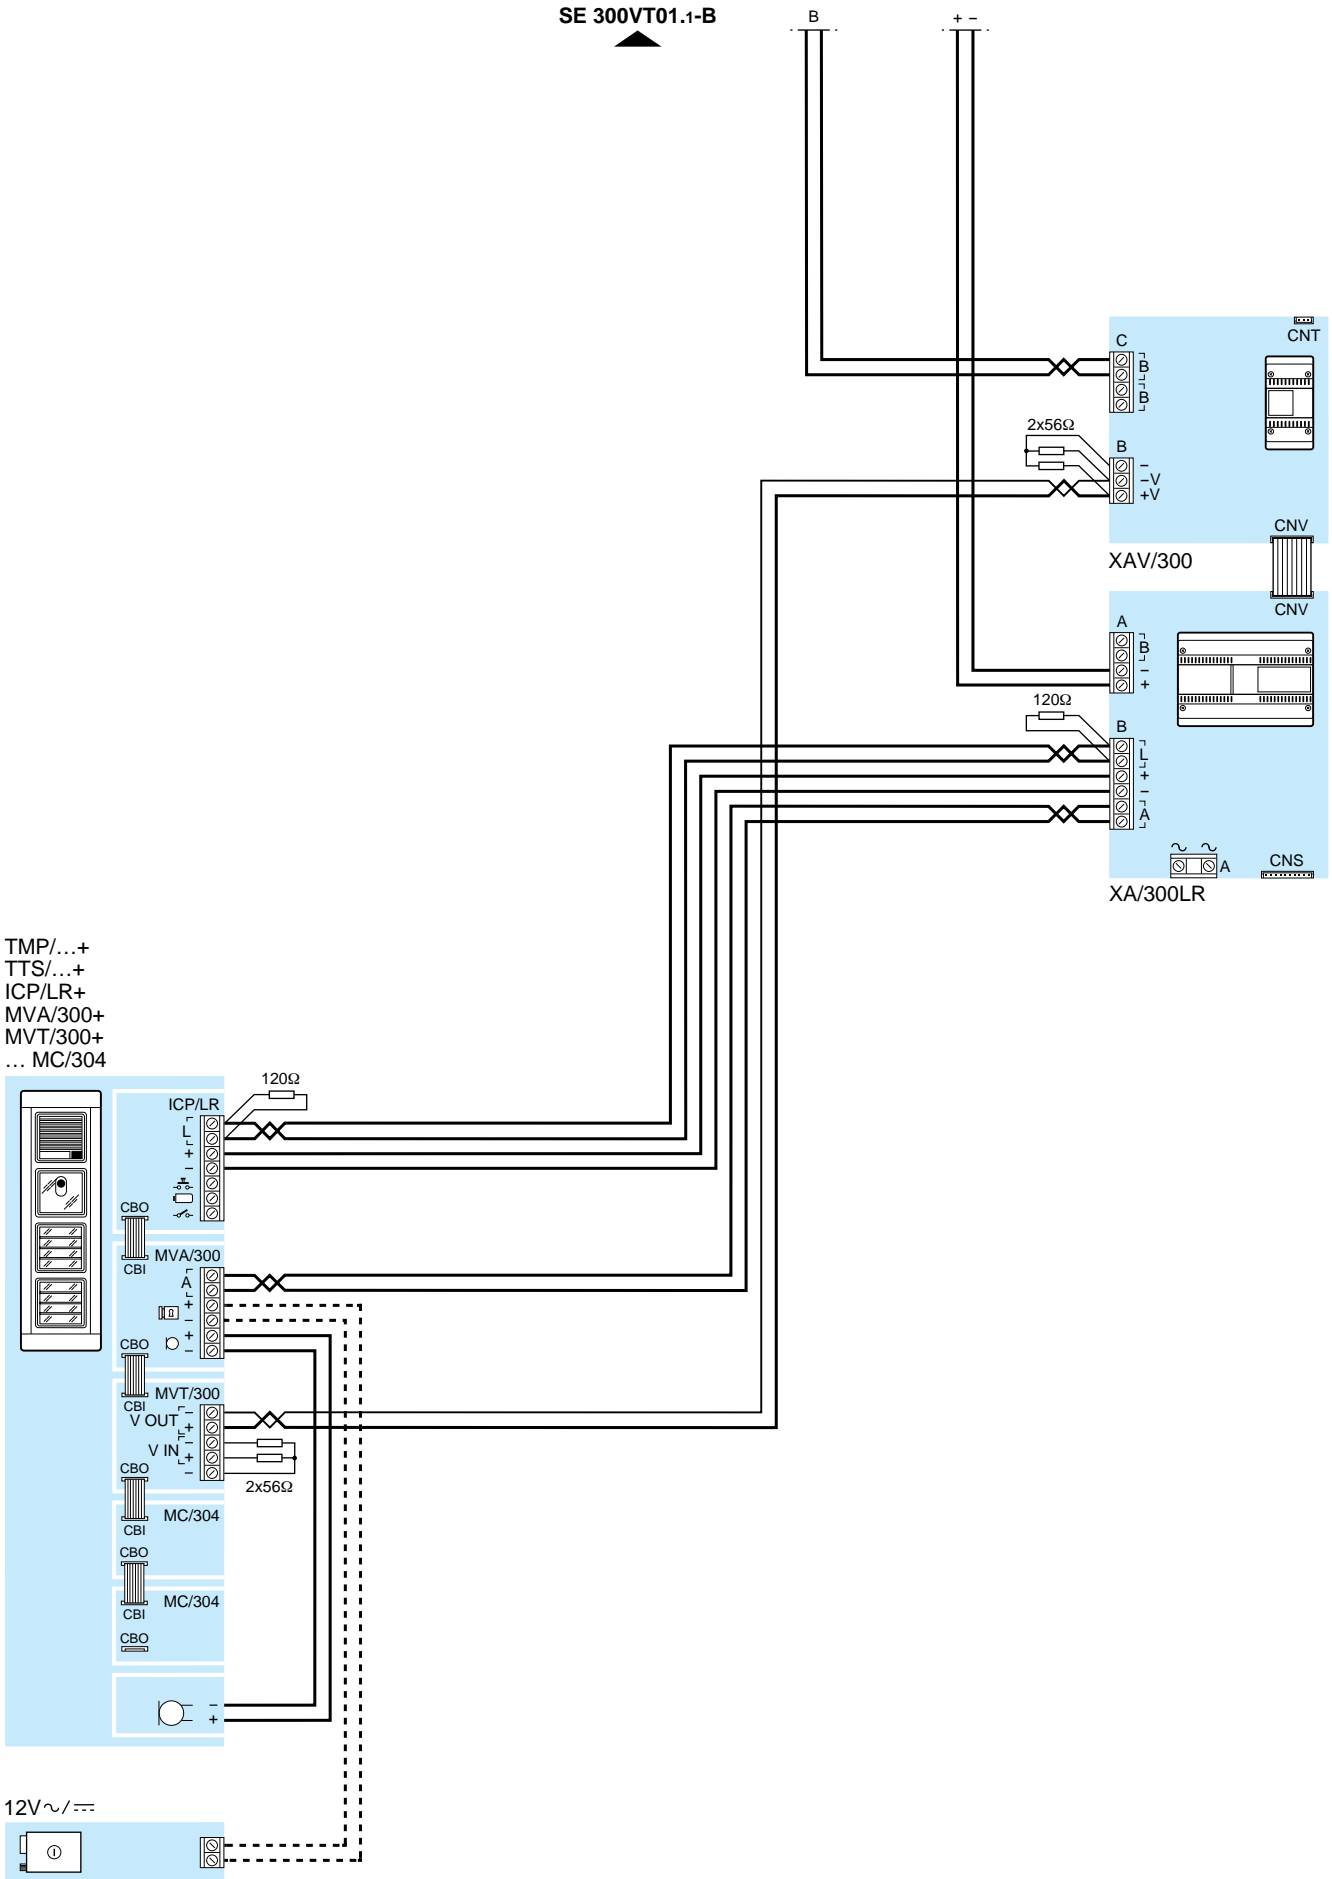 SE 300VT01.1-B
B
+ −
CNT
C
B
B
2x56Ω
B
−
−V
+V
CNV
XAV/300
CNV
A
B
−
+
120Ω
B
L
+
−
A
A
CNS
XA/300LR
TMP/…+
TTS/…+
ICP/LR+
MVA/300+
MVT/300+
… MC/304
120Ω
ICP/LR
L
+
−
CBO
CBI
MVA/300
A
+
−
+
−
CBO
CBI
MVT/300
V OUT
−
+
V IN
−
+
−
2x56Ω
CBO
CBI
MC/304
CBO
CBI
MC/304
CBO
−
+
12V~/⎓